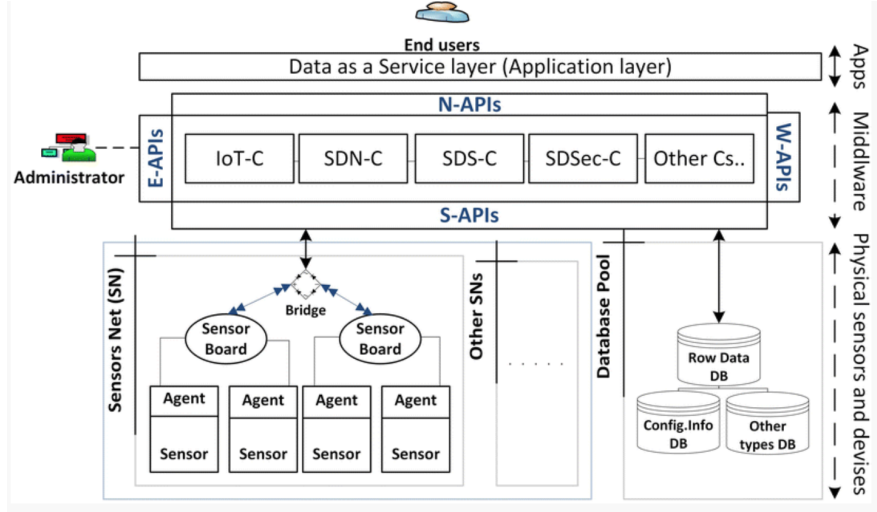 End users
Data as a Service layer (Application layer)
Apps
N-APIs
E-APIs
IoT-C
SDN-C
SDS-C
SDSec-C
Other Cs..
W-APIs
Middlware
Administrator
S-APIs
Sensors Net (SN)
Bridge
Sensor
Board
Sensor
Board
Agent
Sensor
Agent
Sensor
Agent
Sensor
Agent
Sensor
Other SNs
. . . . . .
Database Pool
Row Data
DB
Config.Info
DB
Other
types DB
Physical sensors and devises